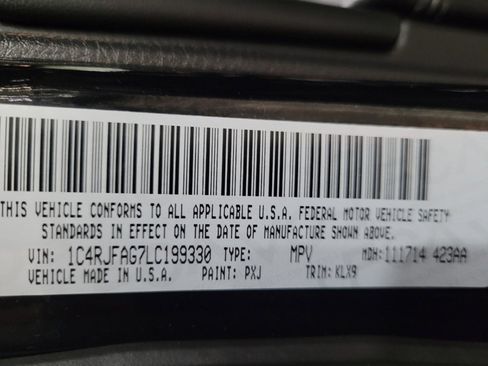 THIS VEHICLE CONFORMS TO ALL APPLICABLE U.S.A. FEDERAL MOTOR VEHICLE SAFETY
STANDARDS IN EFFECT ON THE DATE OF MANUFACTURE SHOWN ABOVE.
VIN: 1C4RJFAG7LC199330 TYPE: MPV MDH:111714 423AA
VEHICLE MADE IN U.S.A. PAINT: PXJ TRIM: KLX9